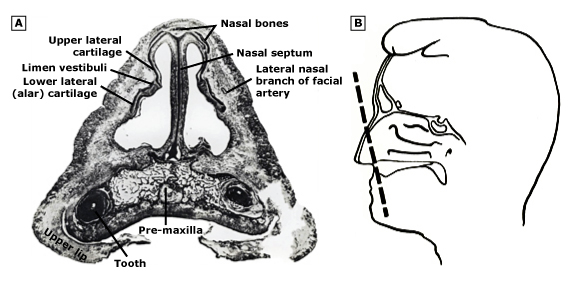 A
Nasal bones
Upper lateral
cartilage
Nasal septum
Limen vestibuli
Lower lateral
(alar) cartilage
Lateral nasal
branch of facial
artery
Pre-maxilla
Upper lip
Tooth
B